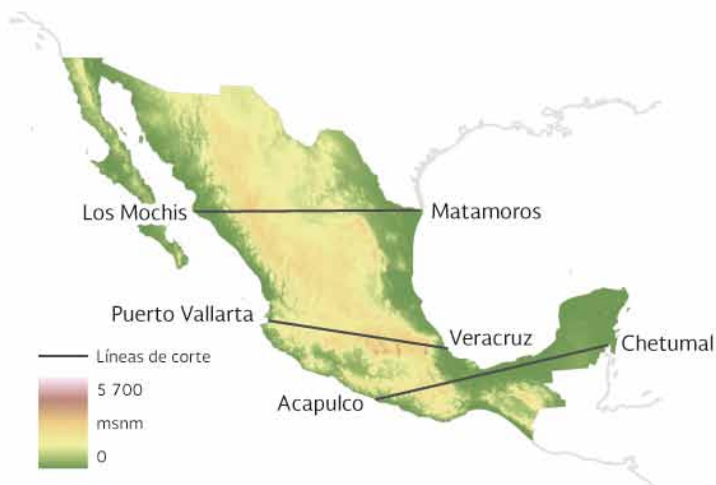 Los Mochis
Matamoros
Puerto Vallarta
Veracruz
Chetumal
Acapulco
Líneas de corte
5 700
msnm
0